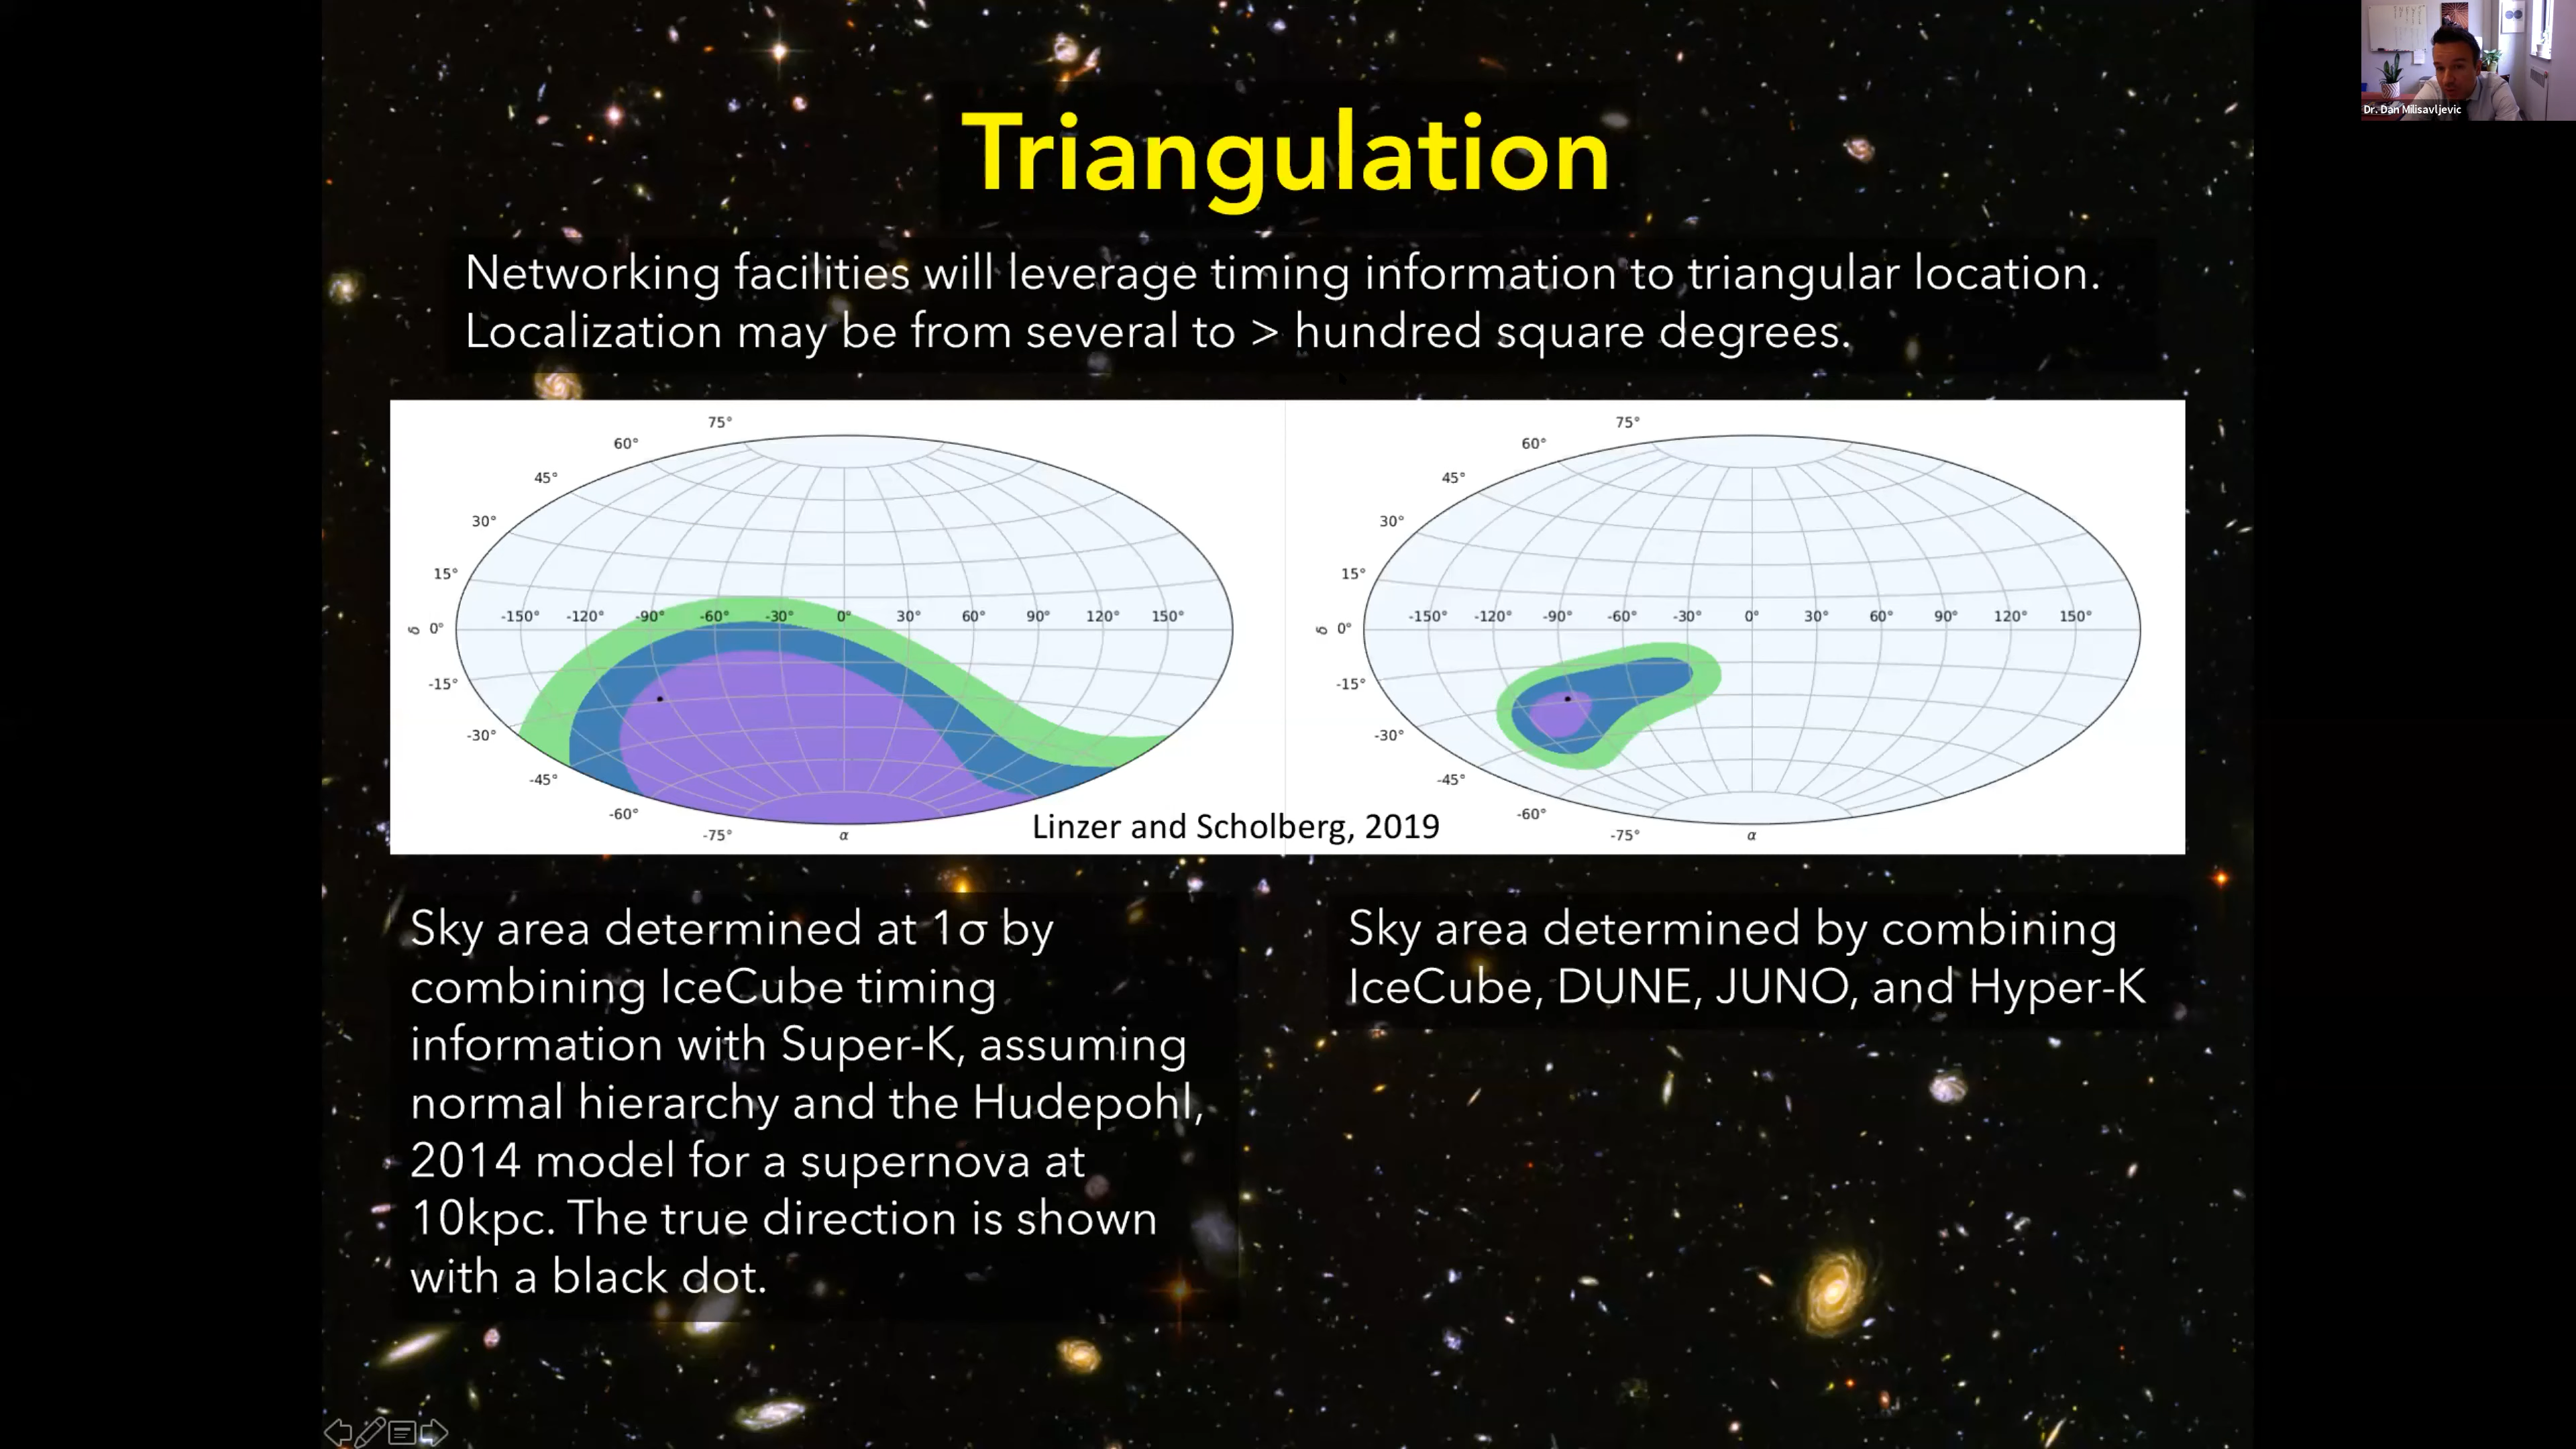 Dr. Dan Milisavljevic
Triangulation
Networking facilities will leverage timing information to triangular location.
Localization may be from several to > hundred square degrees.
75°
60°
45°
30°
15°
-150° -120° -90° -60° -30° 0° 30° 60° 90° 120° 150°
δ 0°
-15°
-30°
-45°
-60°
-75°
α
75°
60°
45°
30°
15°
-150° -120° -90° -60° -30° 0° 30° 60° 90° 120° 150°
δ 0°
-15°
-30°
-45°
-60°
-75°
α
Linzer and Scholberg, 2019
Sky area determined at 1σ by
combining IceCube timing
information with Super-K, assuming
normal hierarchy and the Hudepohl,
2014 model for a supernova at
10kpc. The true direction is shown
with a black dot.
Sky area determined by combining
IceCube, DUNE, JUNO, and Hyper-K